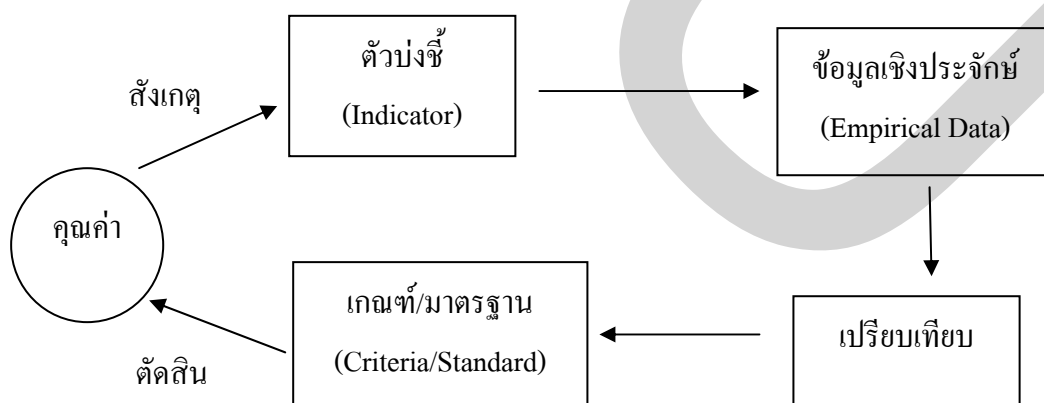 ตัวบ่งชี้
(Indicator)
ข้อมูลเชิงประจักษ์
(Empirical Data)
สังเกตุ
คุณค่า
เกณฑ์/มาตรฐาน
(Criteria/Standard)
เปรียบเทียบ
ตัดสิน